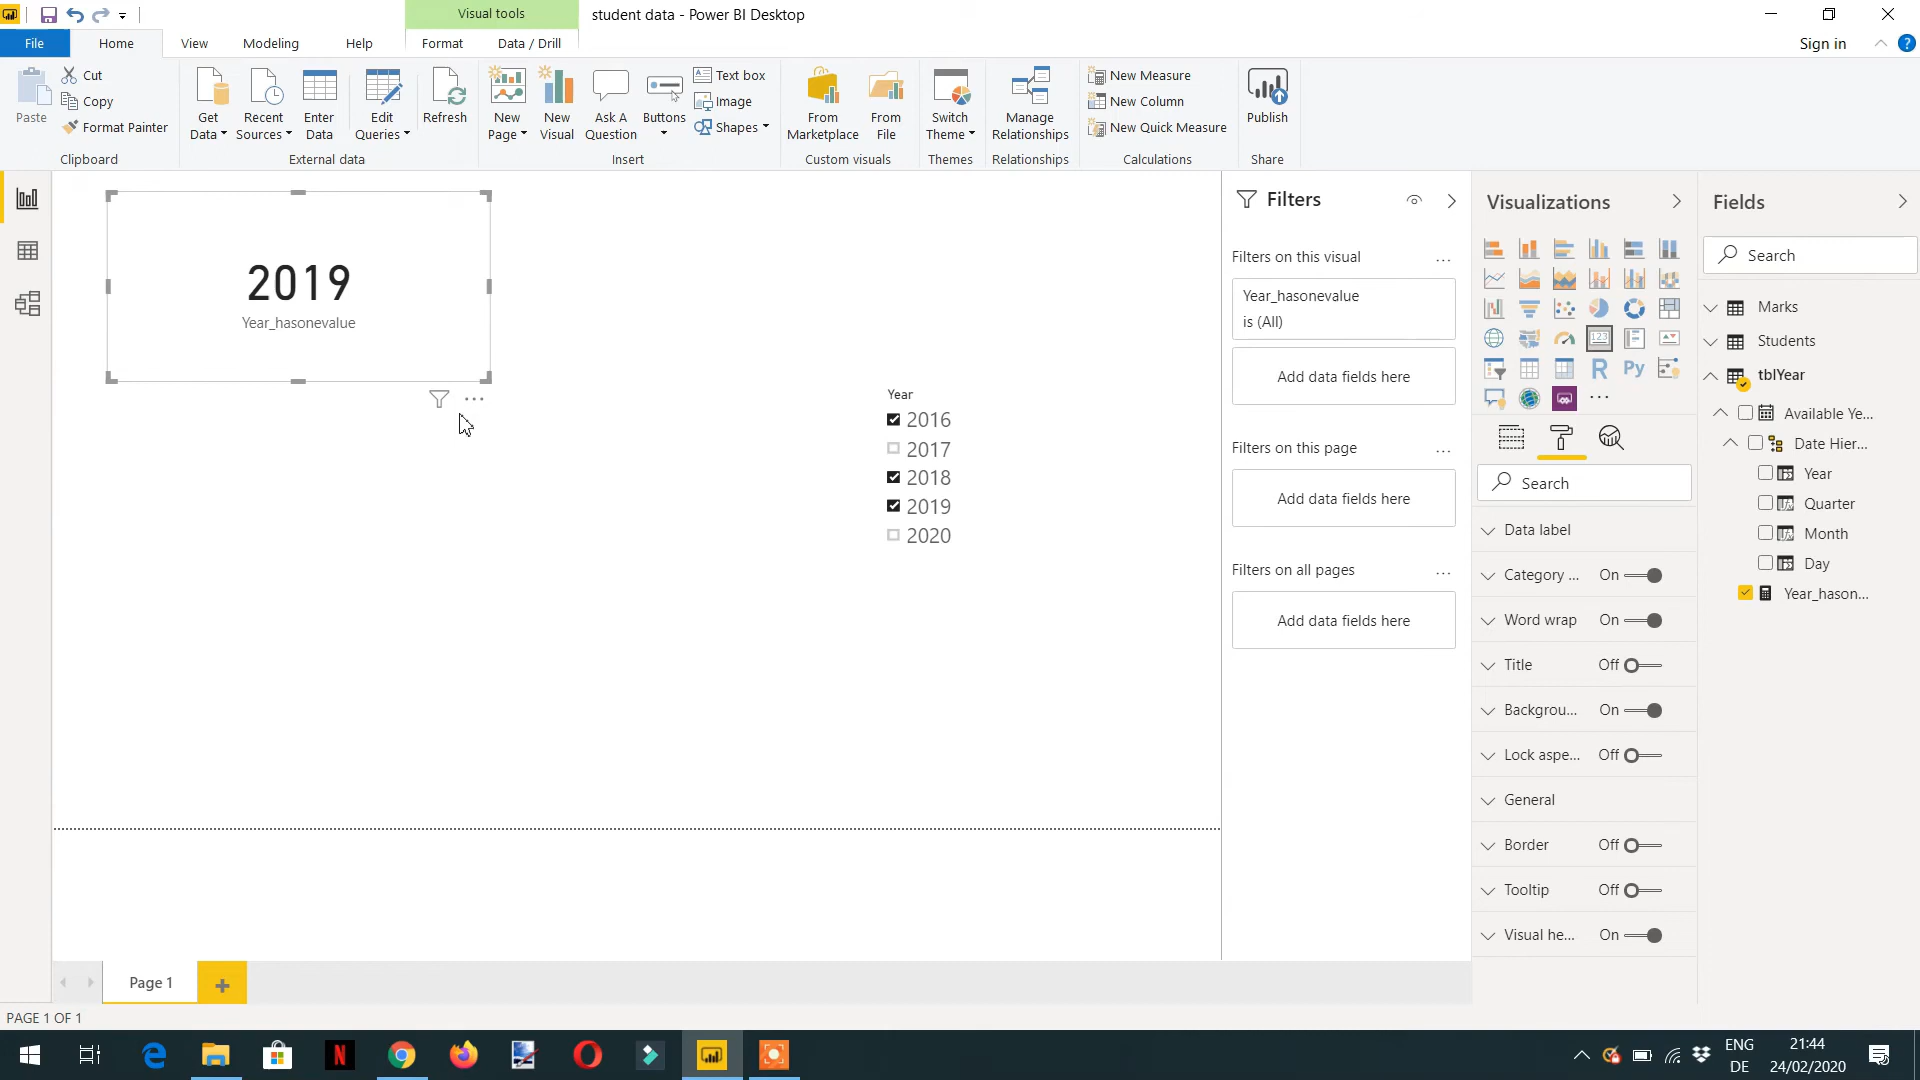 Visual tools
student data - Power BI Desktop
File
Home
View
Modeling
Help
Format
Data / Drill
Sign in
Paste
Cut
Copy
Format Painter
Clipboard
Get Data
Recent Sources
Enter Data
Edit Queries
Refresh
External data
New Page
New Visual
Ask A Question
Buttons
Text box
Image
Shapes
Insert
From Marketplace
From File
Custom visuals
Switch Theme
Themes
Manage Relationships
Relationships
New Measure
New Column
New Quick Measure
Calculations
Publish
Share
2019
Year_hasonevalue
Year
2016
2017
2018
2019
2020
Filters
Filters on this visual
...
Year_hasonevalue
is (All)
Add data fields here
Filters on this page
...
Add data fields here
Filters on all pages
...
Add data fields here
Visualizations
123
R
Py
...
Search
Data label
Category ... On
Word wrap On
Title Off
Backgrou... On
Lock aspe... Off
General
Border Off
Tooltip Off
Visual he... On
Fields
Search
Marks
Students
tblYear
Available Ye...
Date Hier...
Year
Quarter
Month
Day
Year_hason...
Page 1
PAGE 1 OF 1
ENG
DE
21:44
24/02/2020